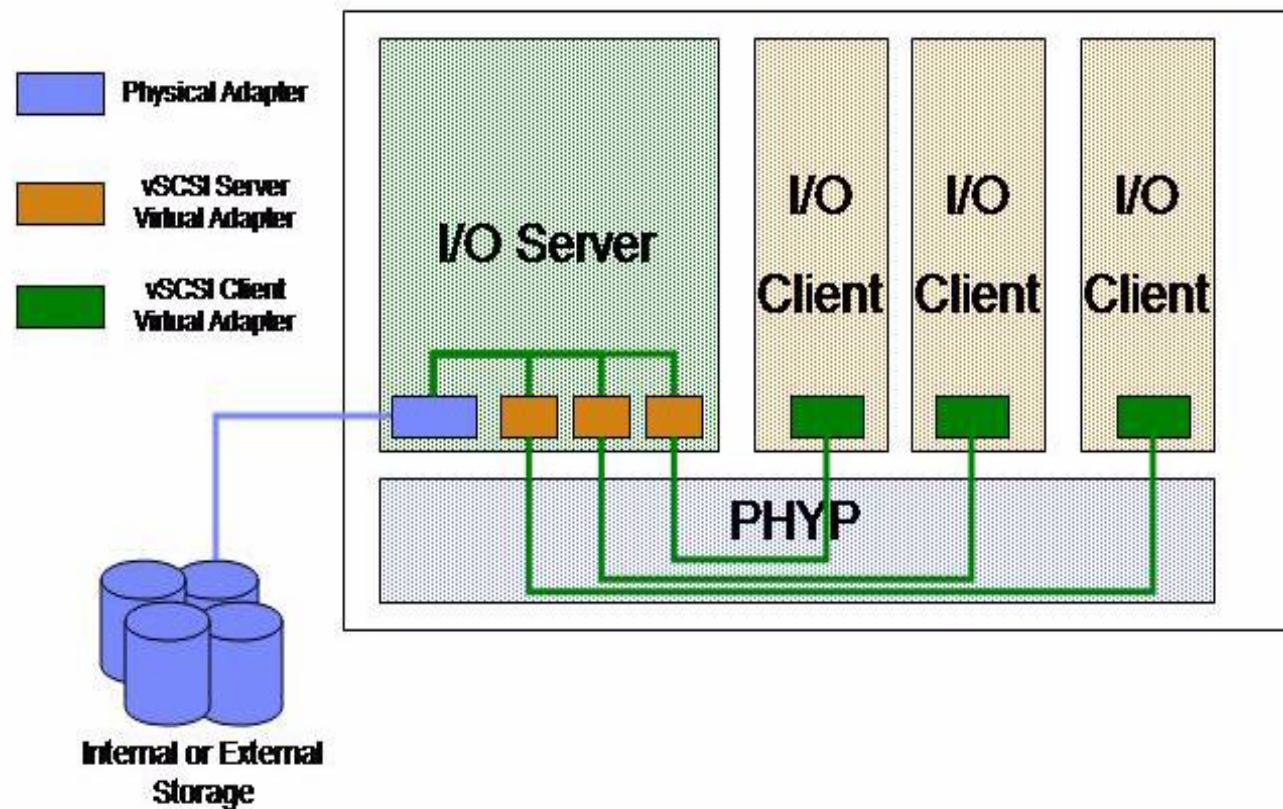 Physical Adapter
vSCSI Server
Virtual Adapter
vSCSI Client
Virtual Adapter
I/O Server
I/O
Client
I/O
Client
I/O
Client
PHYP
Internal or External
Storage